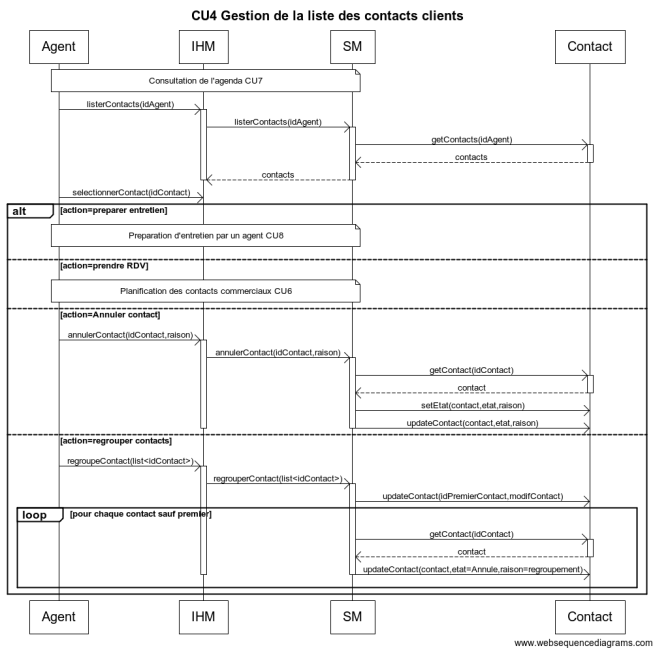 CU4 Gestion de la liste des contacts clients
Agent
IHM
SM
Contact
Consultation de l'agenda CU7
listerContacts(idAgent)
listerContacts(idAgent)
getContacts(idAgent)
contacts
contacts
selectionnerContact(idContact)
alt
[action=preparer entretien]
Preparation d'entretien par un agent CU8
[action=prendre RDV]
Planification des contacts commerciaux CU6
[action=Annuler contact]
annulerContact(idContact,raison)
annulerContact(idContact,raison)
getContact(idContact)
contact
setEtat(contact,etat,raison)
updateContact(contact,etat,raison)
[action=regrouper contacts]
regroupeContact(list<idContact>)
regrouperContact(list<idContact>)
updateContact(idPremierContact,modifContact)
loop
[pour chaque contact sauf premier]
getContact(idContact)
contact
updateContact(contact,etat=Annule,raison=regroupement)
Agent
IHM
SM
Contact
www.websequencediagrams.com